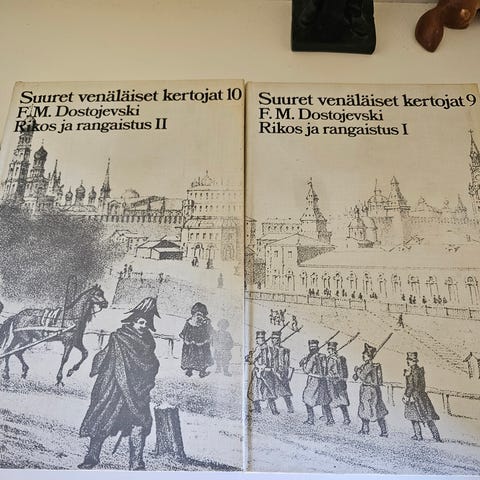 Suuret venäläiset kertojat 10
F. M. Dostojevski
Rikos ja rangaistus II
Suuret venäläiset kertojat 9
F. M. Dostojevski
Rikos ja rangaistus I